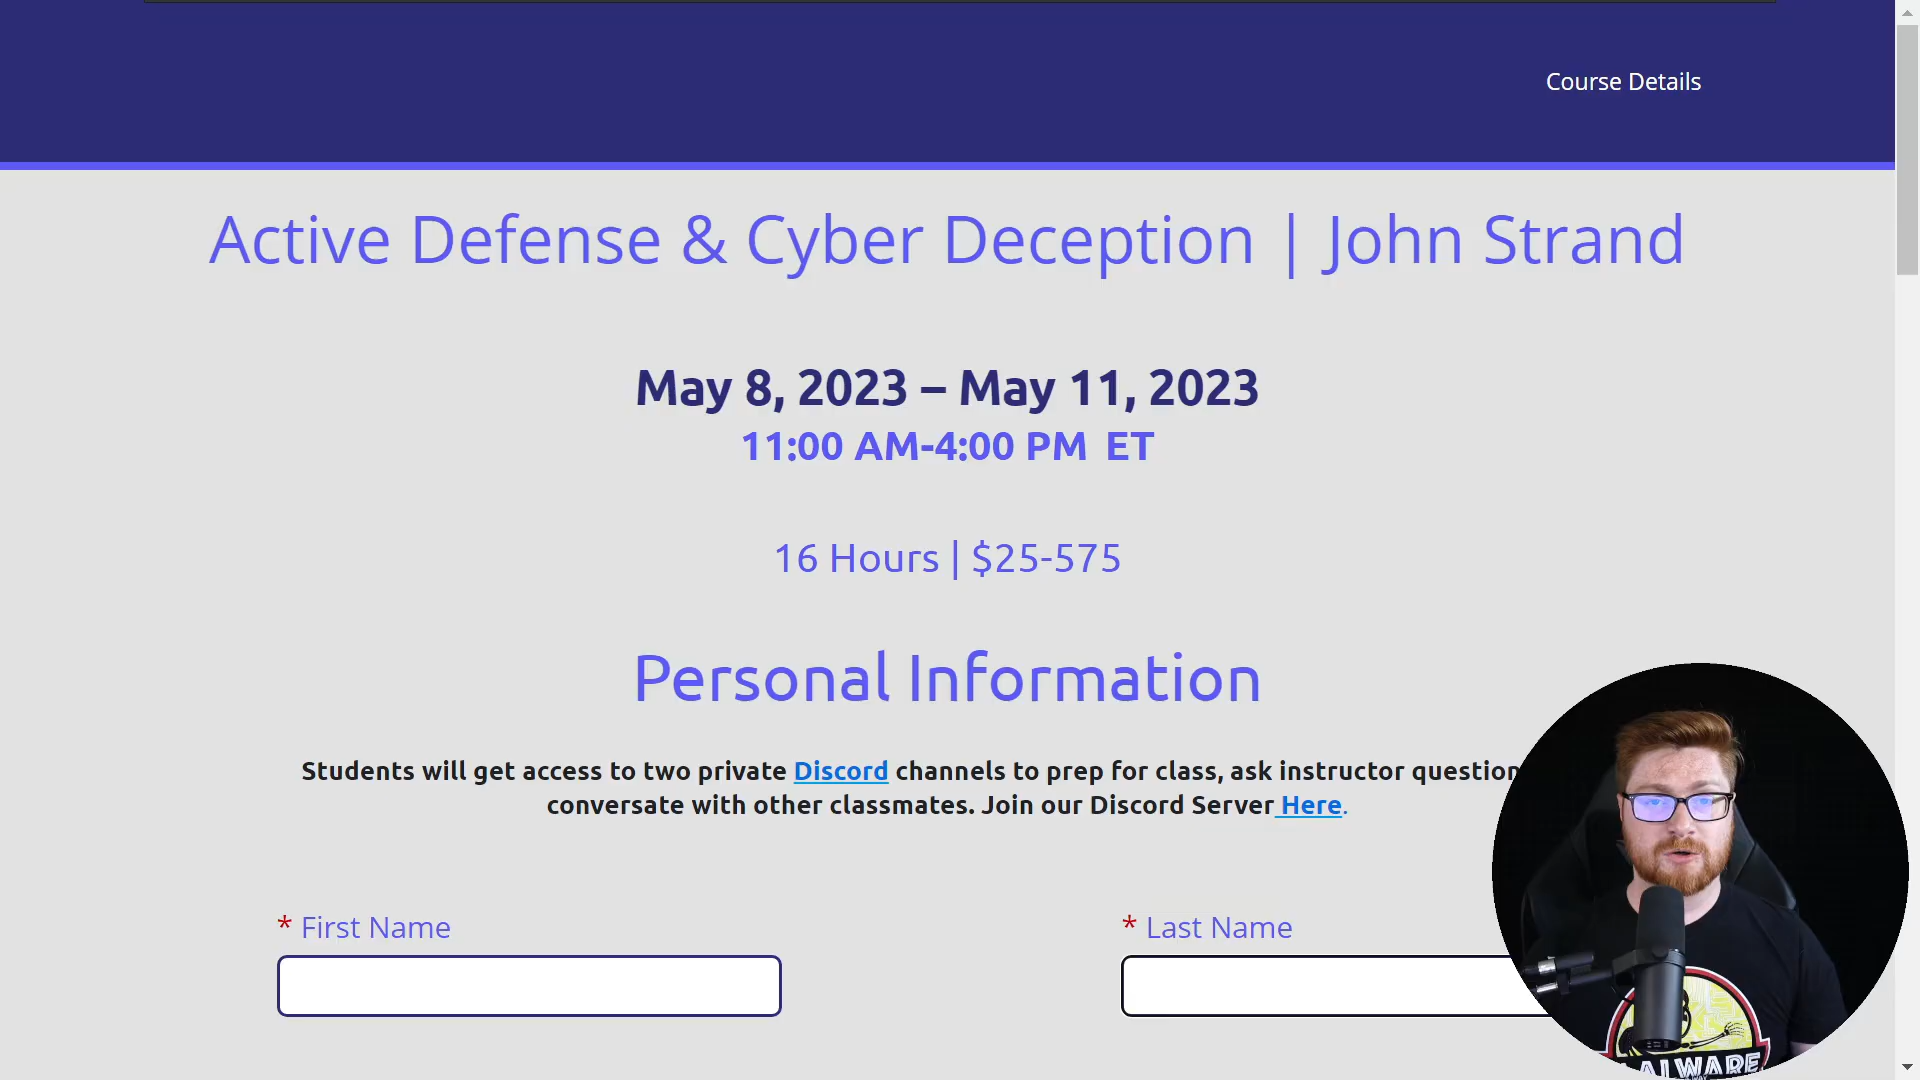 Course Details
Active Defense & Cyber Deception | John Strand
May 8, 2023 – May 11, 2023
11:00 AM-4:00 PM ET
16 Hours | $25-575
Personal Information
Students will get access to two private Discord channels to prep for class, ask instructor
conversate with other classmates. Join our Discord Server Here.
* First Name
* Last Name